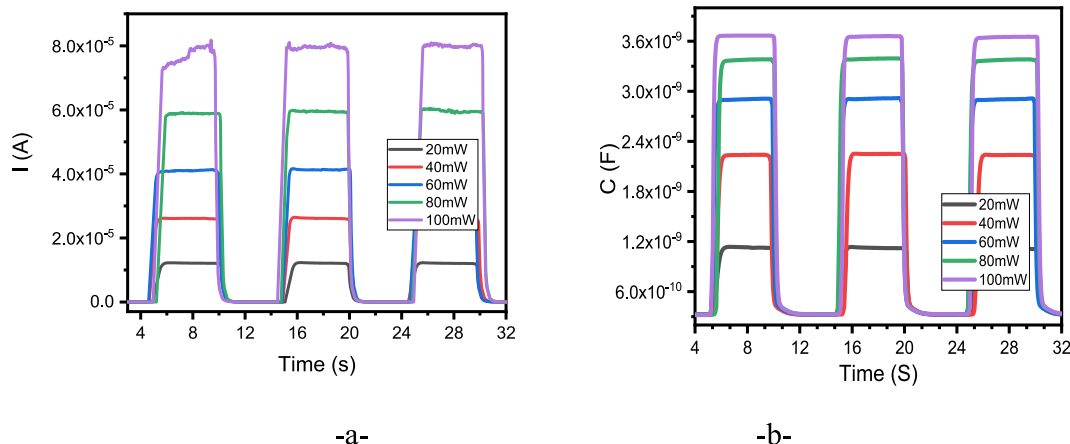 8.0x10⁻⁵
6.0x10⁻⁵
4.0x10⁻⁵
2.0x10⁻⁵
0.0
I (A)
20mW
40mW
60mW
80mW
100mW
4 8 12 16 20 24 28 32
Time (s)
-a-
3.6x10⁻⁹
3.0x10⁻⁹
2.4x10⁻⁹
1.8x10⁻⁹
1.2x10⁻⁹
6.0x10⁻¹⁰
C (F)
20mW
40mW
60mW
80mW
100mW
4 8 12 16 20 24 28 32
Time (S)
-b-